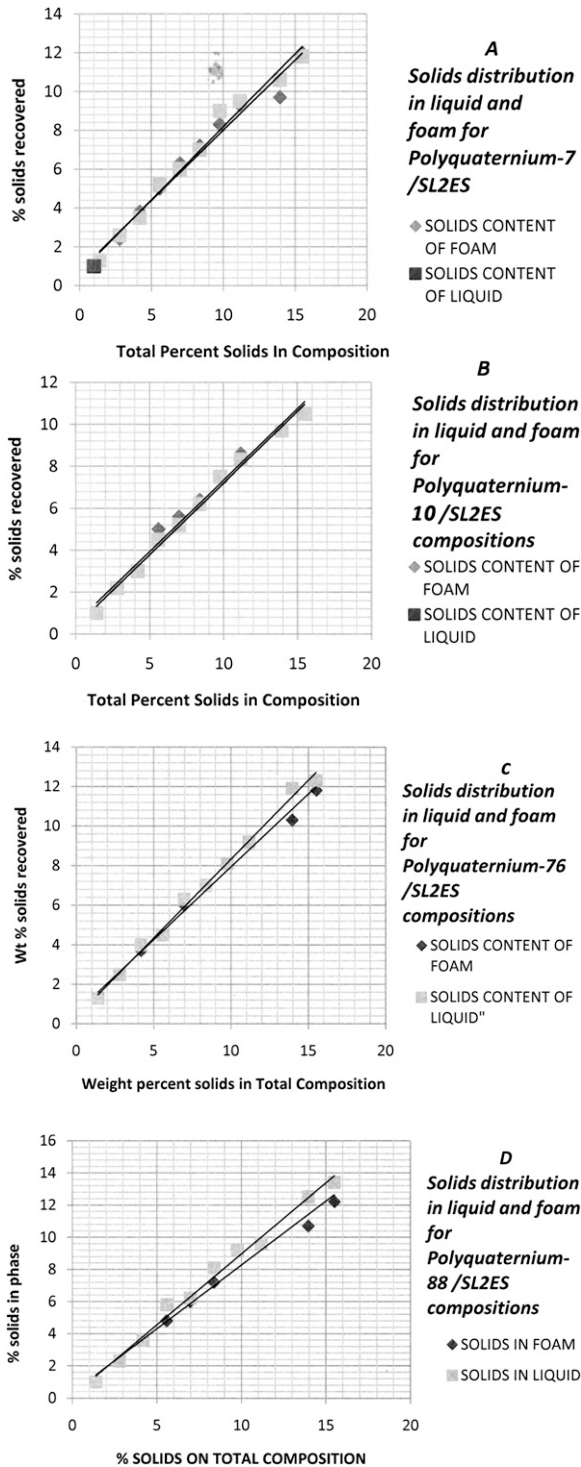 A
Solids distribution
in liquid and
foam for
Polyquaternium-7
/SL2ES
SOLIDS CONTENT
OF FOAM
SOLIDS CONTENT
OF LIQUID
% solids recovered
12
10
8
6
4
2
0
0 5 10 15 20
Total Percent Solids In Composition
B
Solids distribution
in liquid and foam
for
Polyquaternium-
10/SL2ES
compositions
SOLIDS CONTENT OF
FOAM
SOLIDS CONTENT OF
LIQUID
% solids recovered
12
10
8
6
4
2
0
0 5 10 15 20
Total Percent Solids in Composition
C
Solids distribution
in liquid and foam
for
Polyquaternium-76
/SL2ES
compositions
SOLIDS CONTENT OF
FOAM
SOLIDS CONTENT OF
LIQUID"
Wt % solids recovered
14
12
10
8
6
4
2
0
0 5 10 15 20
Weight percent solids in Total Composition
D
Solids distribution
in liquid and foam
for
Polyquaternium-
88 /SL2ES
compositions
SOLIDS IN FOAM
SOLIDS IN LIQUID
% solids in phase
16
14
12
10
8
6
4
2
0
0 5 10 15 20
% SOLIDS ON TOTAL COMPOSITION